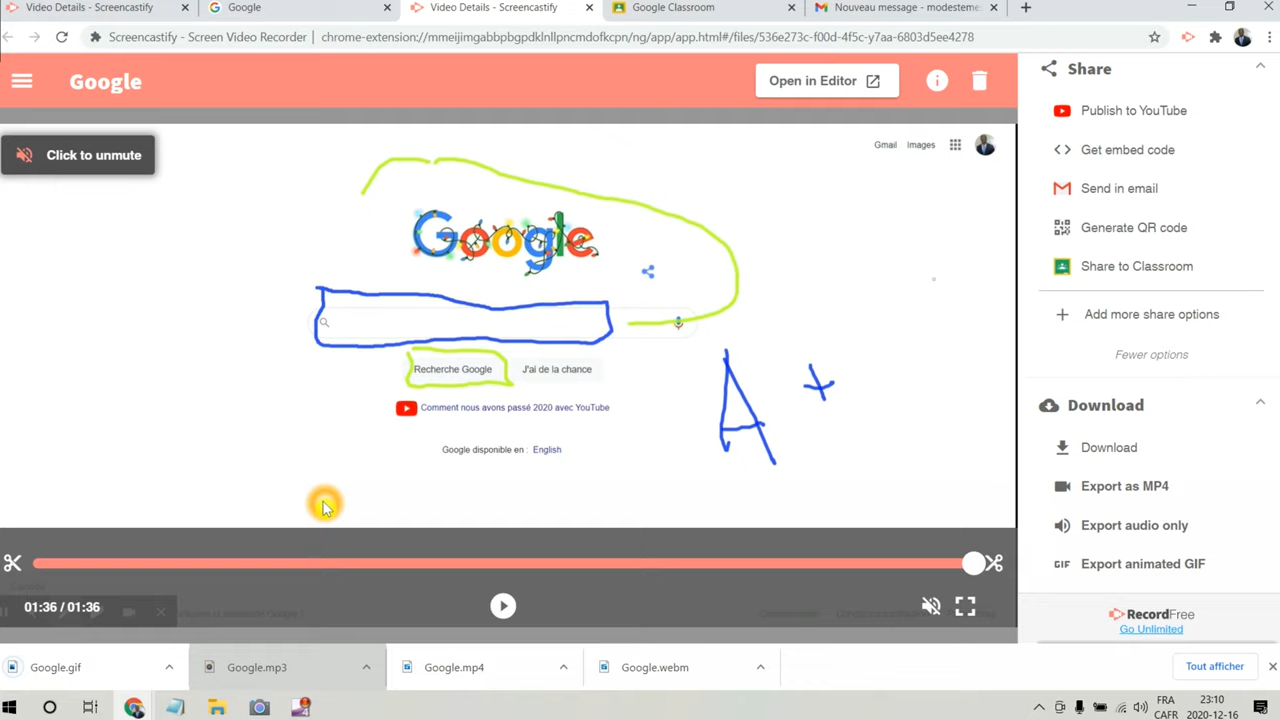 Video Details - Screencastify
Google
Video Details - Screencastify
Google Classroom
Nouveau message - modesteme
Screencastify - Screen Video Recorder | chrome-extension://mmeijimgabbpbgpdklnllpncmdofkcpn/ng/app/app.html#/files/536e273c-f00d-4f5c-y7aa-6803d5ee4278
Google
Open in Editor
Click to unmute
Gmail Images
Google
Recherche Google
J'ai de la chance
Comment nous avons passé 2020 avec YouTube
Google disponible en : English
A +
01:36 / 01:36
Share
Publish to YouTube
Get embed code
Send in email
Generate QR code
Share to Classroom
Add more share options
Fewer options
Download
Download
Export as MP4
Export audio only
GIF Export animated GIF
RecordFree
Go Unlimited
Google.gif
Google.mp3
Google.mp4
Google.webm
Tout afficher
FRA
CAFR
23:10
2020-12-16